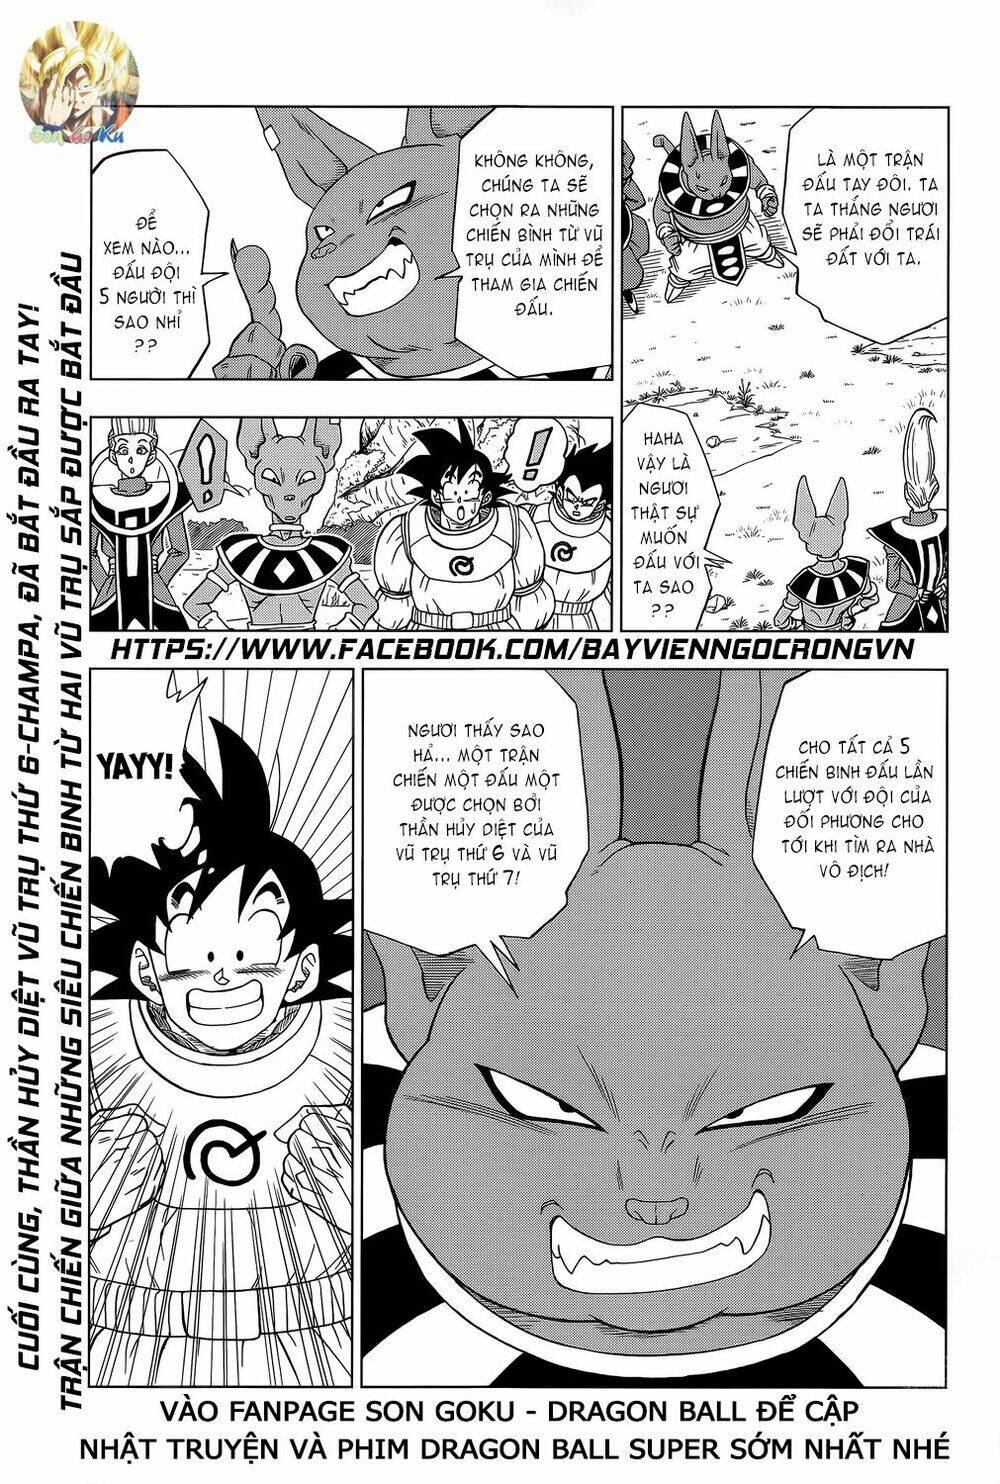 Son Go Ku
LÀ MỘT TRẬN
ĐẤU TAY ĐÔI. TA
TA THẮNG NGƯƠI
SẼ PHẢI ĐỔI TRÁI
ĐẤT VỚI TA.
HAHA
VẬY LÀ
NGƯƠI
THẬT SỰ
MUỐN
ĐẤU VỚI
TA SAO
??
KHÔNG KHÔNG,
CHÚNG TA SẼ
CHỌN RA NHỮNG
CHIẾN BÌNH TỪ VŨ
TRỤ CỦA MÌNH ĐỂ
THAM GIA CHIẾN
ĐẤU.
ĐỂ
XEM NÀO...
ĐẤU ĐỘI
5 NGƯỜI THÌ
SAO NHỈ
??
!
!
HTTPS://WWW.FACEBOOK.COM/BAYVIENNGOCRONGVN
CHO TẤT CẢ 5
CHIẾN BINH ĐẤU LẦN
LƯỢT VỚI ĐỘI CỦA
ĐỐI PHƯƠNG CHO
TỚI KHI TÌM RA NHÀ
VÔ ĐỊCH!
NGƯƠI THẤY SAO
HẢ... MỘT TRẬN
CHIẾN MỘT ĐẤU MỘT
ĐƯỢC CHỌN BỞI
THẦN HỦY DIỆT CỦA
VŨ TRỤ THỨ 6 VÀ VŨ
TRỤ THỨ 7!
YAYY!
CUỐI CÙNG, THẦN HỦY DIỆT VŨ TRỤ THỨ 6-CHAMPA, ĐÃ BẮT ĐẦU RA TAY!
TRẬN CHIẾN GIỮA NHỮNG SIÊU CHIẾN BINH TỪ HAI VŨ TRỤ SẮP ĐƯỢC BẮT ĐẦU
VÀO FANPAGE SON GOKU - DRAGON BALL ĐỂ CẬP
NHẬT TRUYỆN VÀ PHIM DRAGON BALL SUPER SỚM NHẤT NHÉ